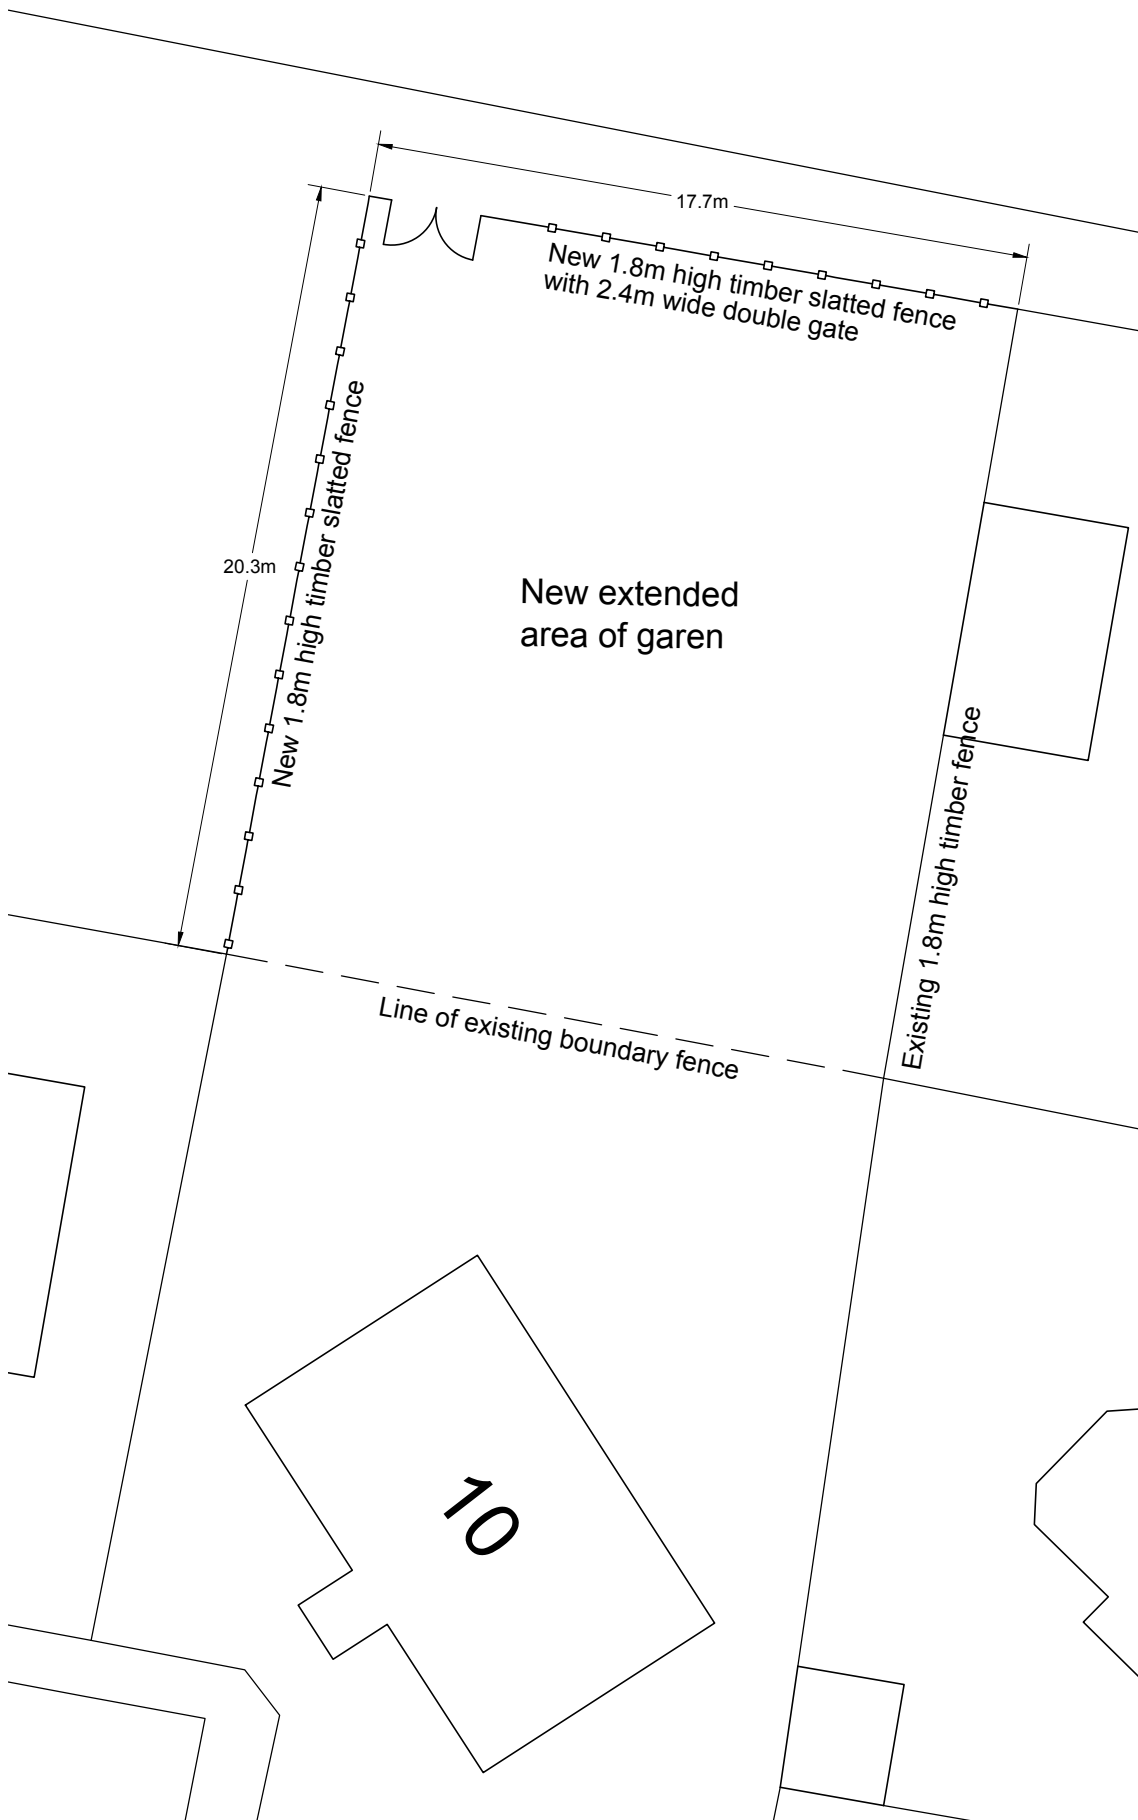 17.7m
New 1.8m high timber slatted fence
with 2.4m wide double gate
New 1.8m high timber slatted fence
20.3m
New extended
area of garen
Existing 1.8m high timber fence
Line of existing boundary fence
10